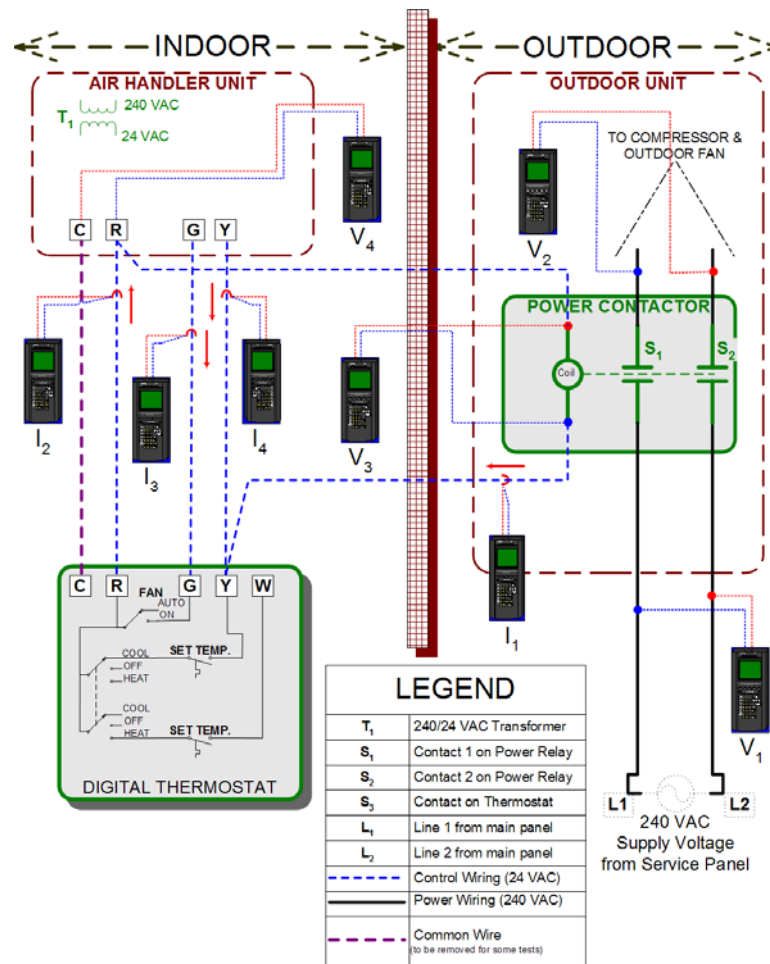 INDOOR
OUTDOOR
AIR HANDLER UNIT
T1
240 VAC
24 VAC
C
R
G
Y
V4
I2
I3
I4
V3
OUTDOOR UNIT
V2
TO COMPRESSOR &
OUTDOOR FAN
POWER CONTACTOR
Coil
S1
S2
I1
V1
C
R
G
Y
W
FAN
AUTO
ON
COOL
OFF
HEAT
SET TEMP.
COOL
OFF
HEAT
SET TEMP.
DIGITAL THERMOSTAT
LEGEND
T1 240/24 VAC Transformer
S1 Contact 1 on Power Relay
S2 Contact 2 on Power Relay
S3 Contact on Thermostat
L1 Line 1 from main panel
L2 Line 2 from main panel
Control Wiring (24 VAC)
Power Wiring (240 VAC)
Common Wire
(to be removed for some tests)
L1
L2
240 VAC
Supply Voltage
from Service Panel